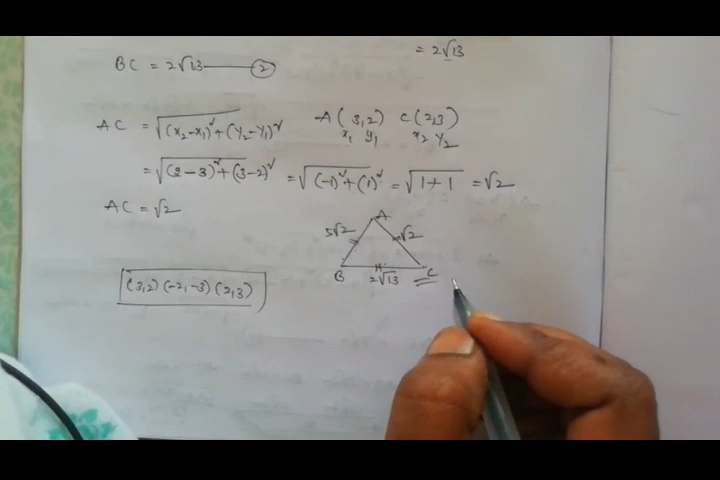 = 2√13
BC = 2√13 —— ②
AC = √(x₂-x₁)²+(y₂-y₁)² A(3,2) C(2,3)
x₁ y₁ x₂ y₂
= √(2-3)²+(3-2)² = √(-1)²+(1)² = √1+1 = √2
AC = √2
A
5√2 √2
B 2√13 C
(3,2) (-2,-3) (2,3)